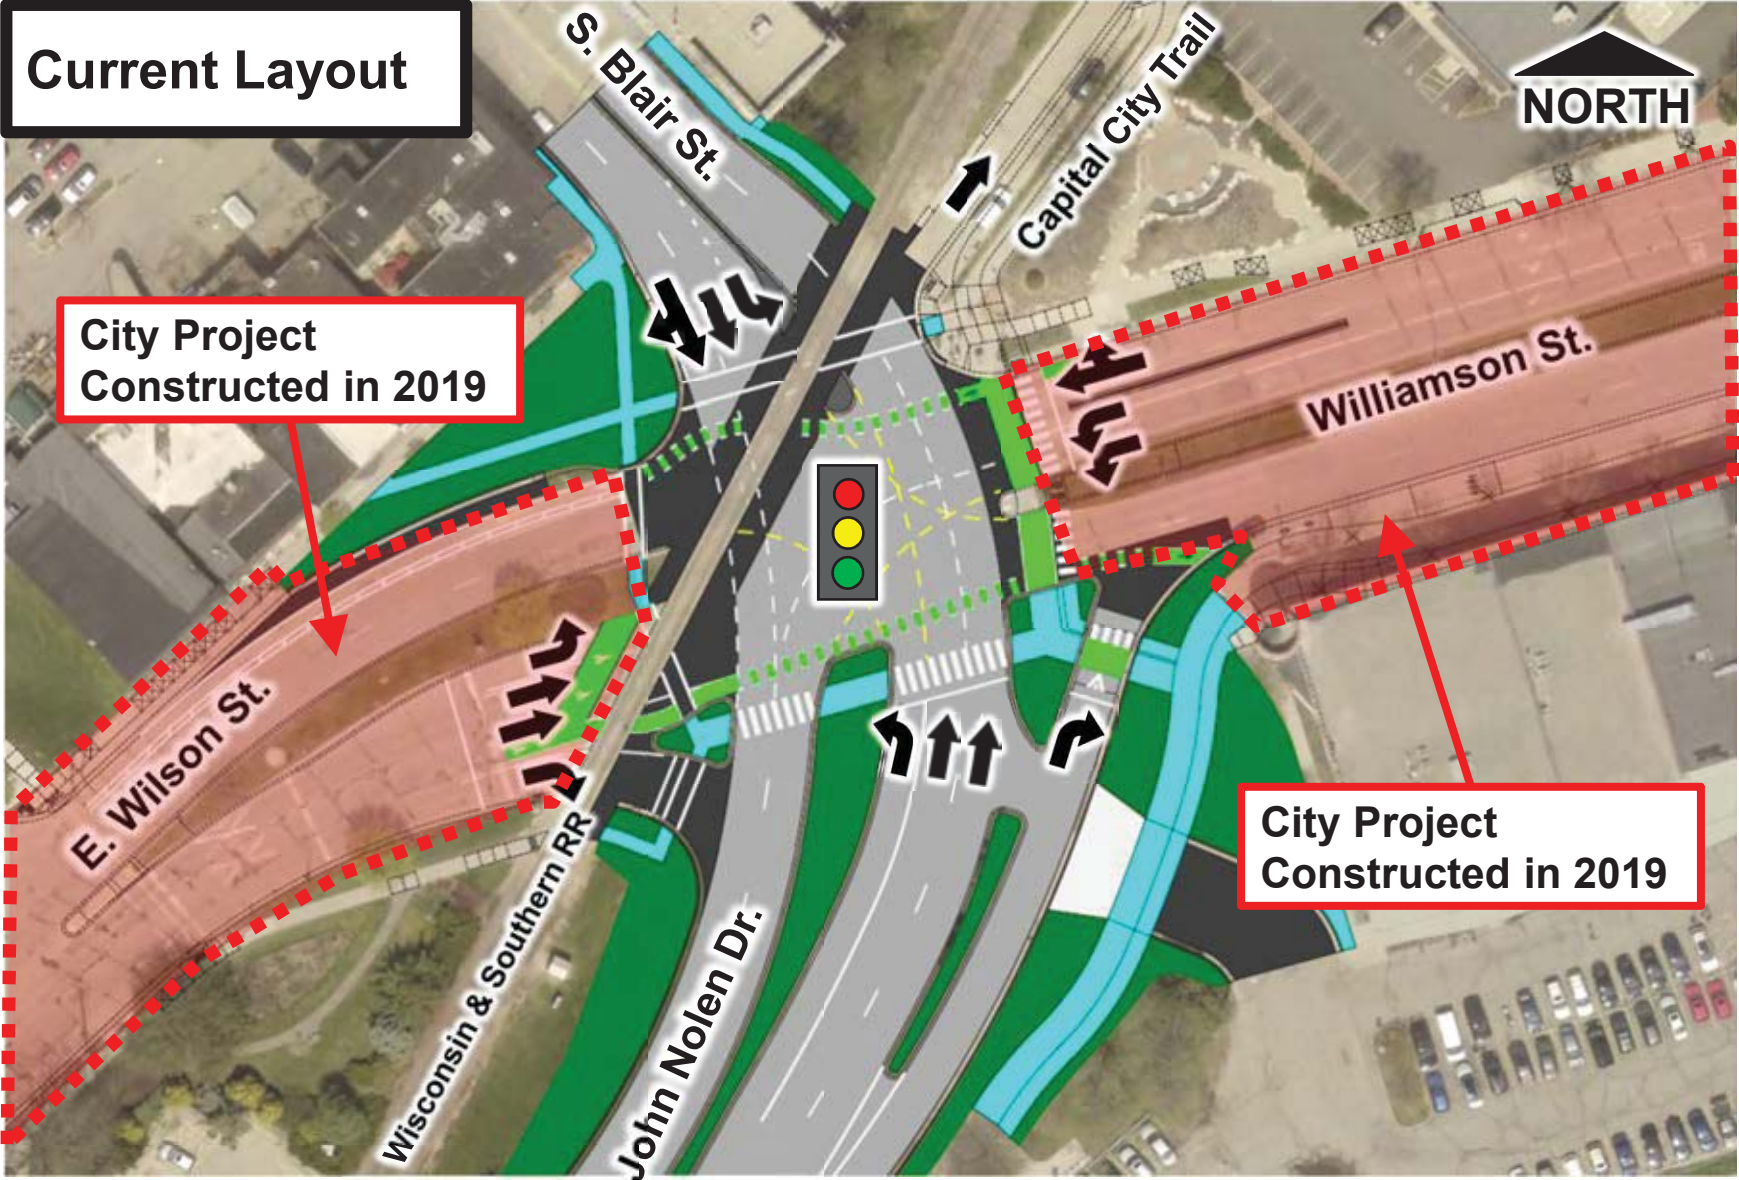 Current Layout
S. Blair St.
Capital City Trail
NORTH
City Project
Constructed in 2019
Williamson St.
E. Wilson St.
City Project
Constructed in 2019
Wisconsin & Southern RR
John Nolen Dr.